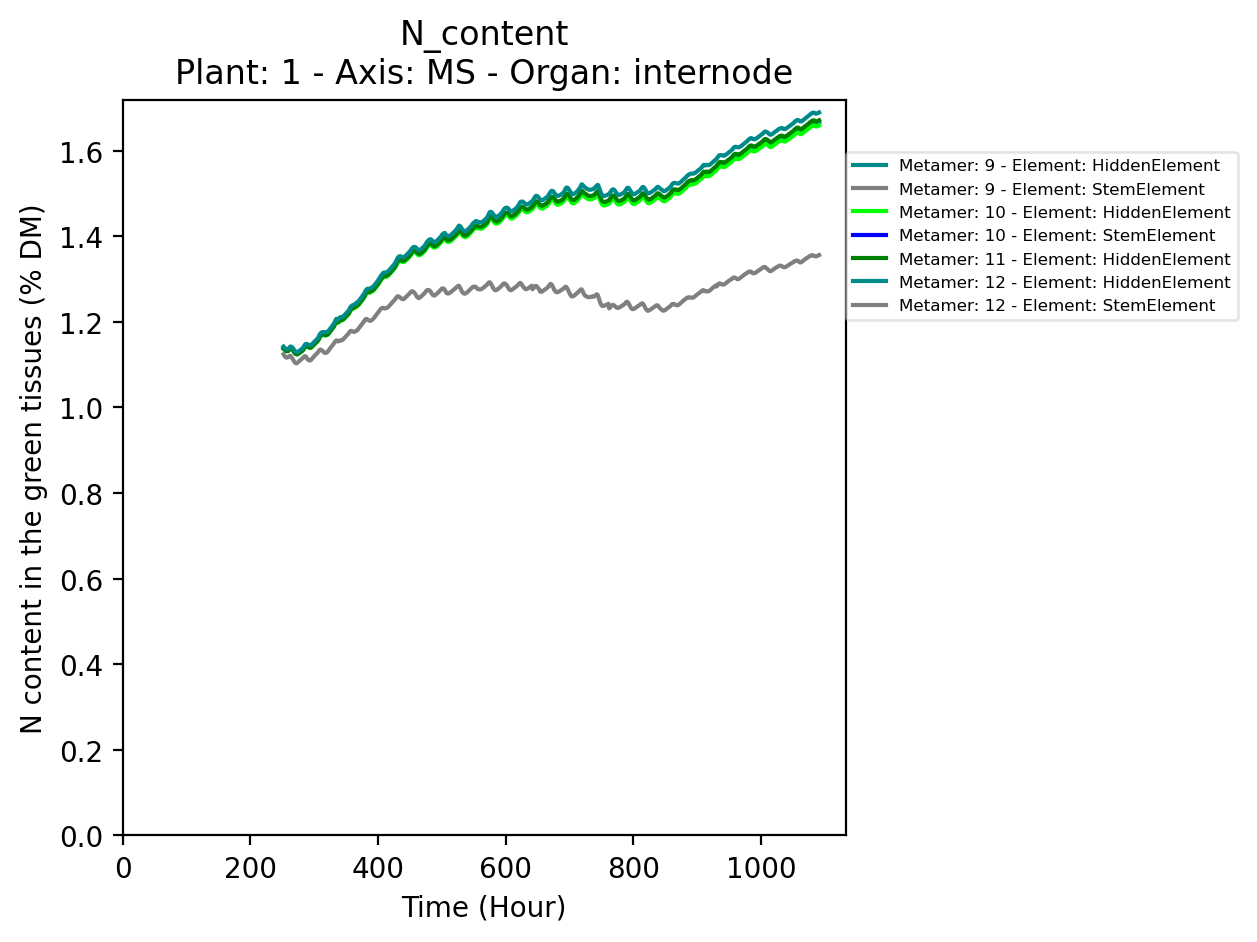 N_content
Plant: 1 - Axis: MS - Organ: internode
N content in the green tissues (% DM)
1.6
1.4
1.2
1.0
0.8
0.6
0.4
0.2
0.0
0 200 400 600 800 1000
Time (Hour)
Metamer: 9 - Element: HiddenElement
Metamer: 9 - Element: StemElement
Metamer: 10 - Element: HiddenElement
Metamer: 10 - Element: StemElement
Metamer: 11 - Element: HiddenElement
Metamer: 12 - Element: HiddenElement
Metamer: 12 - Element: StemElement